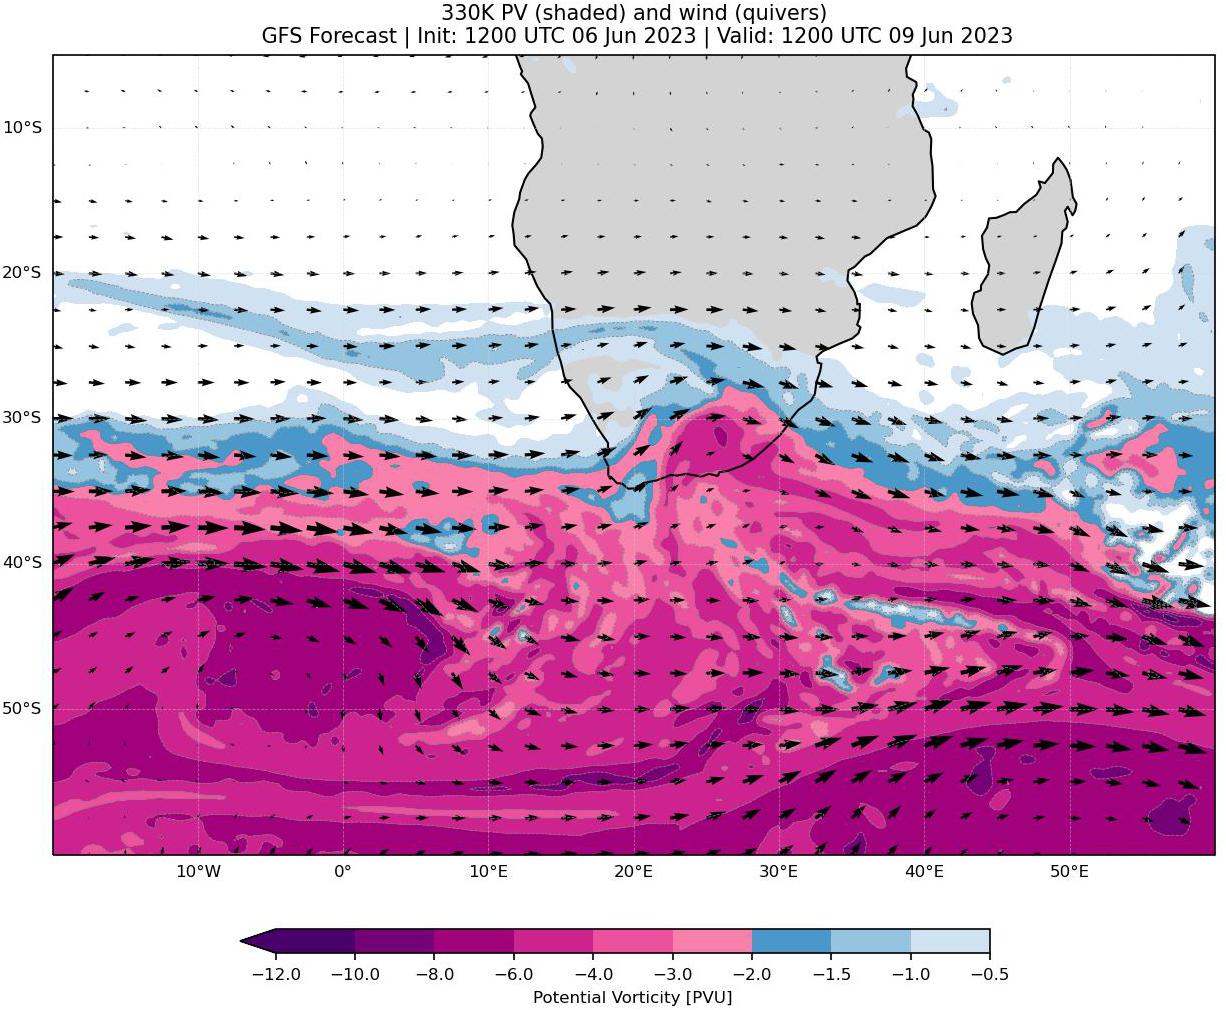 330K PV (shaded) and wind (quivers)
GFS Forecast | Init: 1200 UTC 06 Jun 2023 | Valid: 1200 UTC 09 Jun 2023
10°S
20°S
30°S
40°S
50°S
10°W 0° 10°E 20°E 30°E 40°E 50°E
−12.0 −10.0 −8.0 −6.0 −4.0 −3.0 −2.0 −1.5 −1.0 −0.5
Potential Vorticity [PVU]